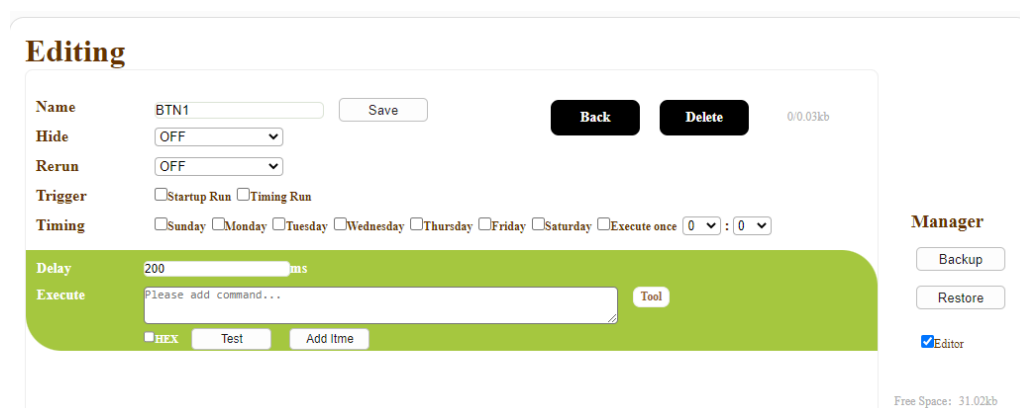 Editing
Name BTN1 Save Back Delete 0/0.03kb
Hide OFF
Rerun OFF
Trigger Startup Run Timing Run
Timing Sunday Monday Tuesday Wednesday Thursday Friday Saturday Execute once 0 : 0
Manager
Backup
Restore
Editor
Free Space: 31.02kb
Delay 200 ms
Execute Please add command... Tool
HEX Test Add Itme